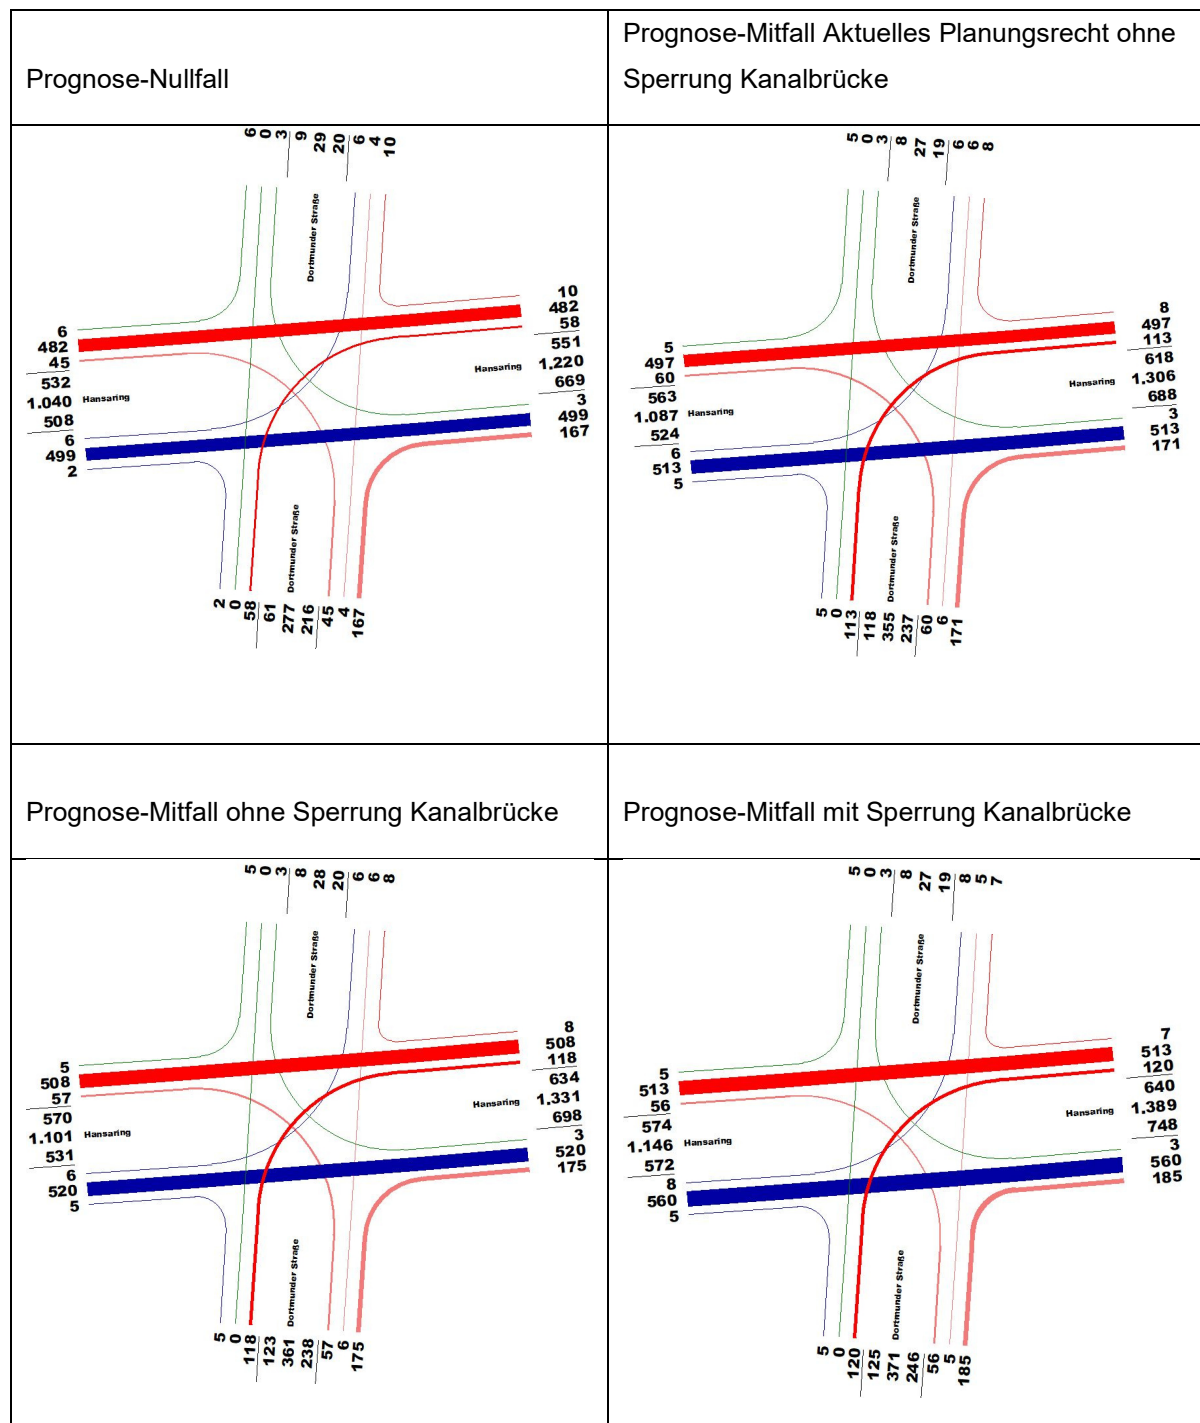 Prognose-Nullfall
Prognose-Mitfall Aktuelles Planungsrecht ohne
Sperrung Kanalbrücke
6 0 3 9 29 20 6 4 10
Dortmunder Straße
6
482
45
532
1.040
508
6
499
2
Hansaring
10
482
58
551
1.220
669
3
499
167
Hansaring
Dortmunder Straße
2 0 58 61 277 216 45 4 167
5 0 3 8 27 19 6 6 8
Dortmunder Straße
5
497
60
563
1.087
524
6
513
5
Hansaring
8
497
113
618
1.306
688
3
513
171
Hansaring
Dortmunder Straße
5 0 113 118 355 237 60 6 171
Prognose-Mitfall ohne Sperrung Kanalbrücke
Prognose-Mitfall mit Sperrung Kanalbrücke
5 0 3 8 28 20 6 6 8
Dortmunder Straße
5
508
57
570
1.101
531
6
520
5
Hansaring
8
508
118
634
1.331
698
3
520
175
Hansaring
Dortmunder Straße
5 0 118 123 361 238 57 6 175
5 0 3 8 27 19 8 5 7
Dortmunder Straße
5
513
56
574
1.146
572
8
560
5
Hansaring
7
513
120
640
1.389
748
3
560
185
Hansaring
Dortmunder Straße
5 0 120 125 371 246 56 5 185